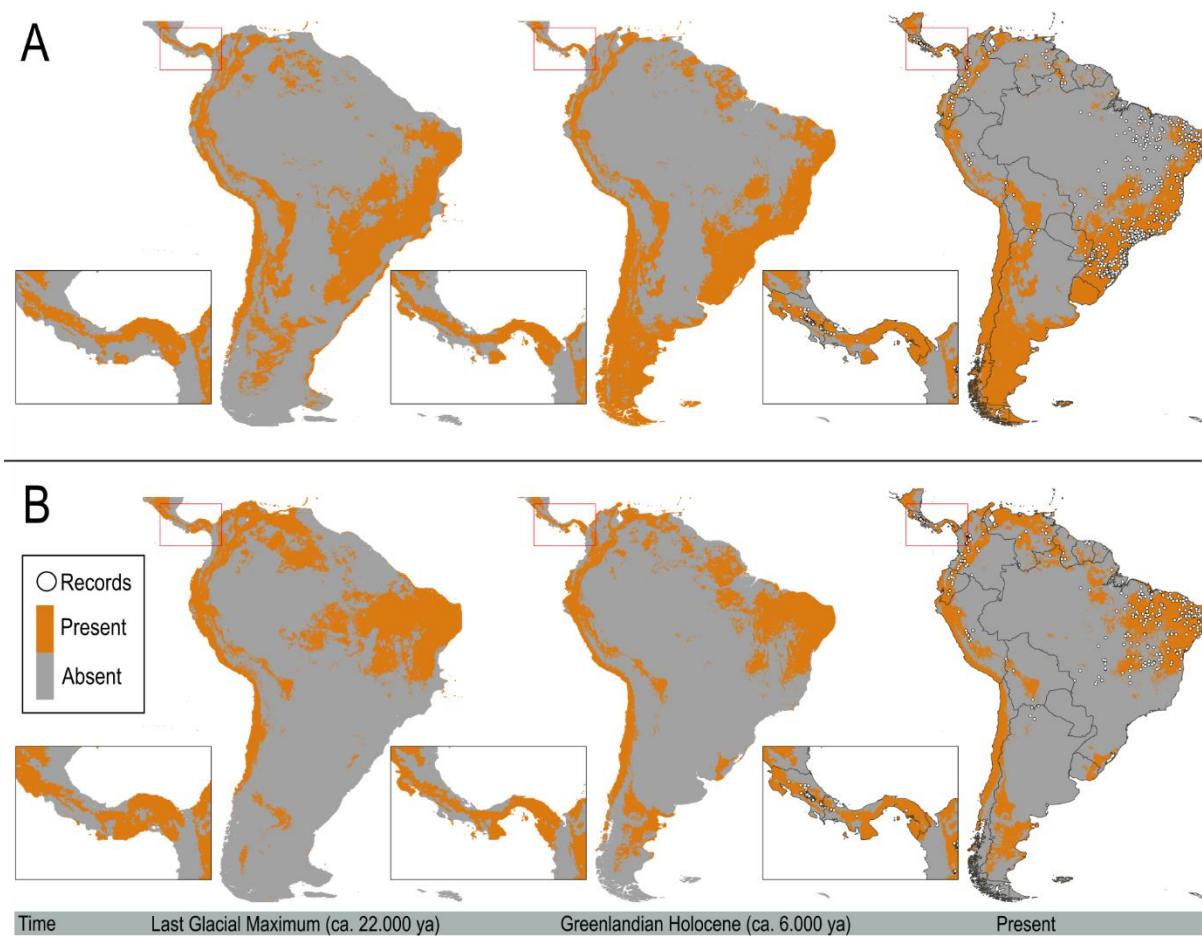 A
B
Records
Present
Absent
Time Last Glacial Maximum (ca. 22.000 ya) Greenlandian Holocene (ca. 6.000 ya) Present